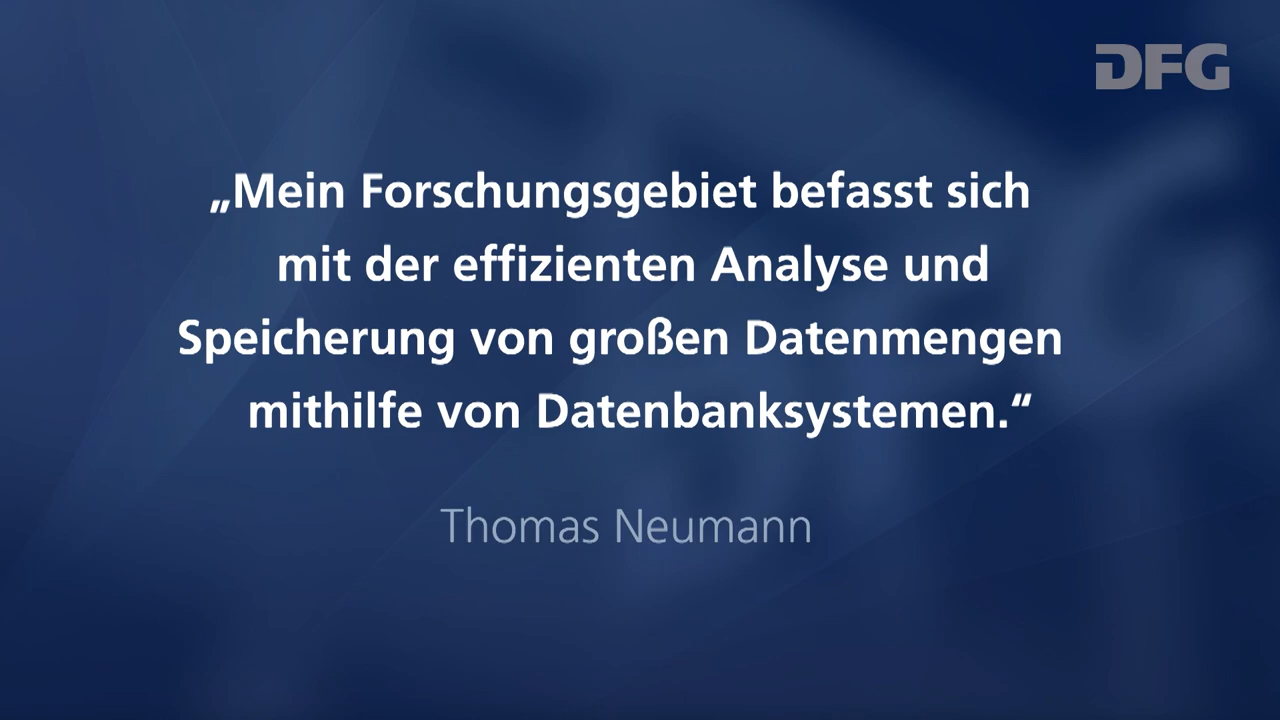 DFG
„Mein Forschungsgebiet befasst sich
mit der effizienten Analyse und
Speicherung von großen Datenmengen
mithilfe von Datenbanksystemen.“
Thomas Neumann